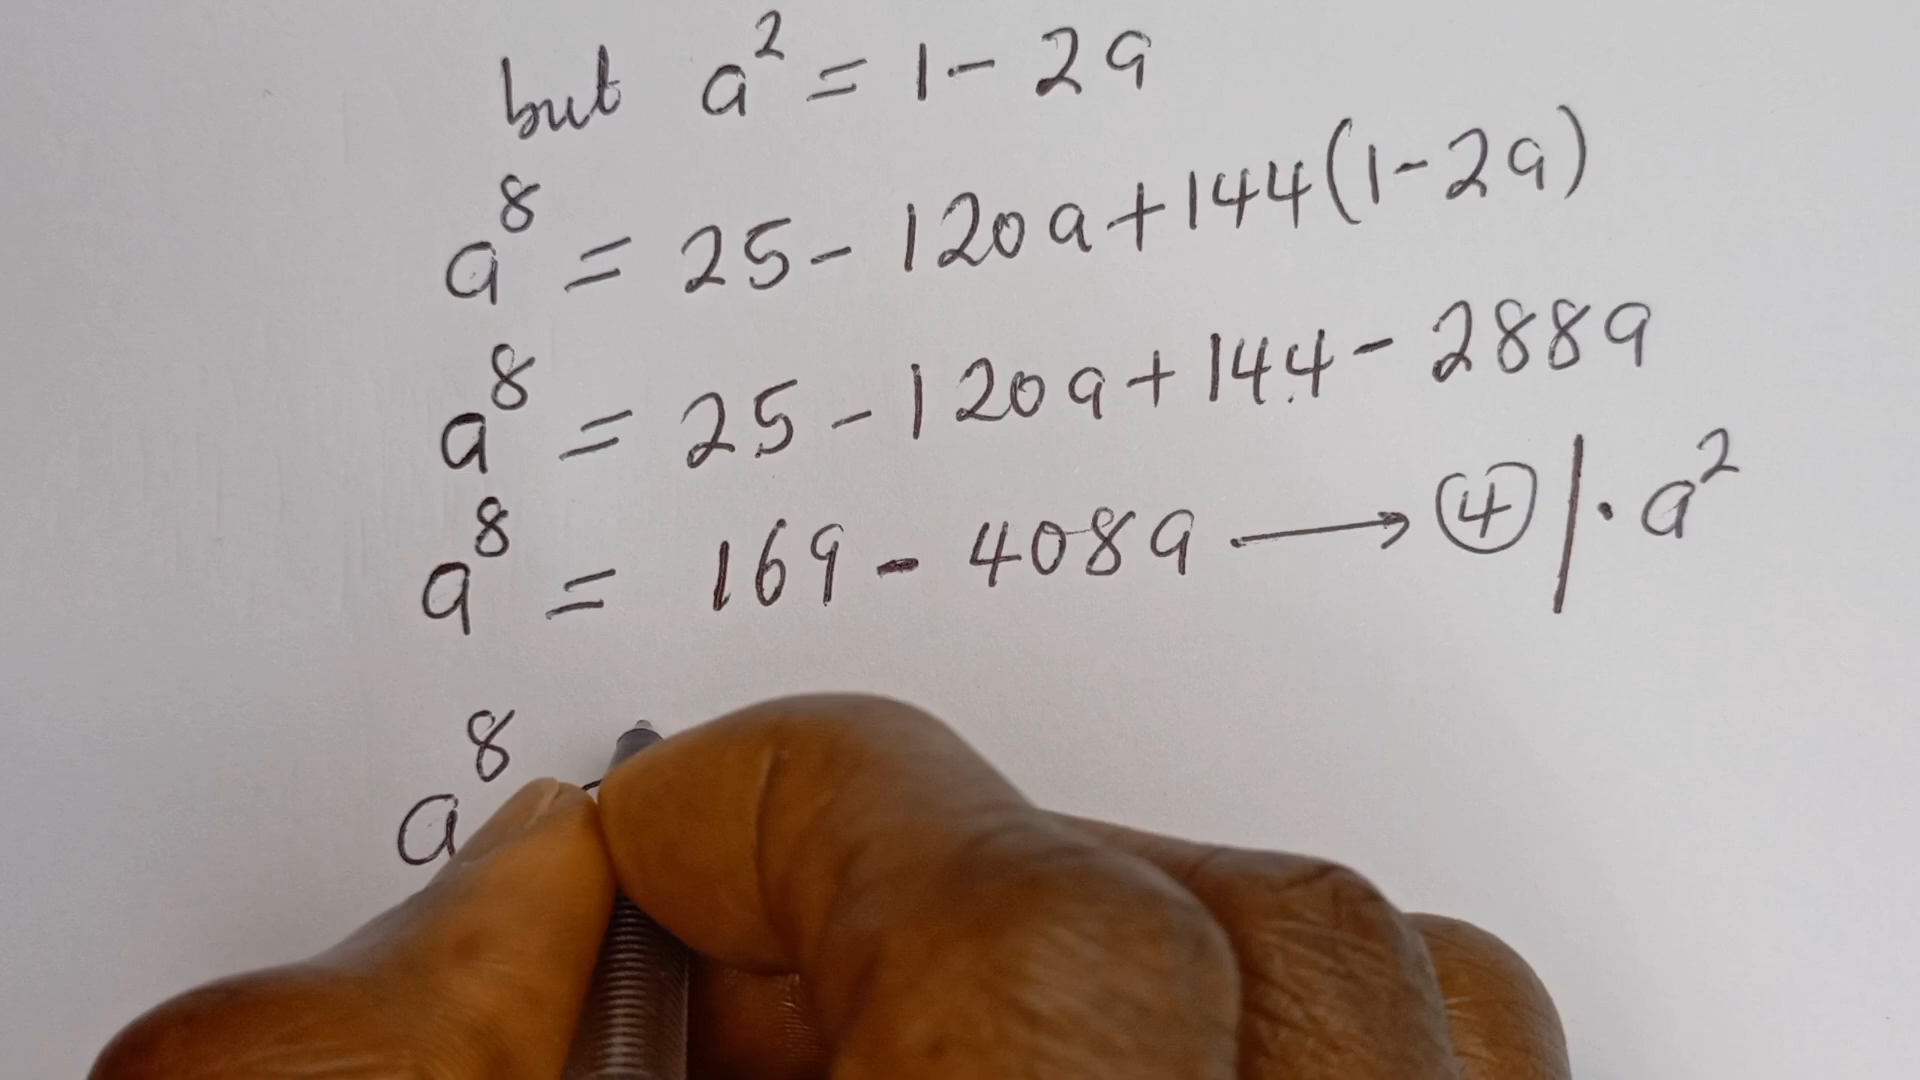 but a² = 1 - 2a
a⁸ = 25 - 120a + 144(1 - 2a)
a⁸ = 25 - 120a + 144 - 288a
a⁸ = 169 - 408a → ④ / · a²
a⁸